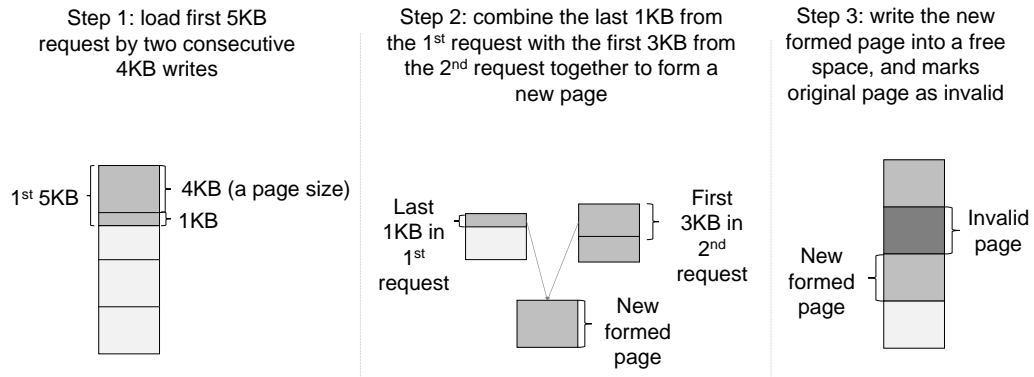 Step 1: load first 5KB
request by two consecutive
4KB writes
Step 2: combine the last 1KB from
the 1st request with the first 3KB from
the 2nd request together to form a
new page
Step 3: write the new
formed page into a free
space, and marks
original page as invalid
1st 5KB
4KB (a page size)
1KB
Last
1KB in
1st
request
First
3KB in
2nd
request
New
formed
page
Invalid
page
New
formed
page